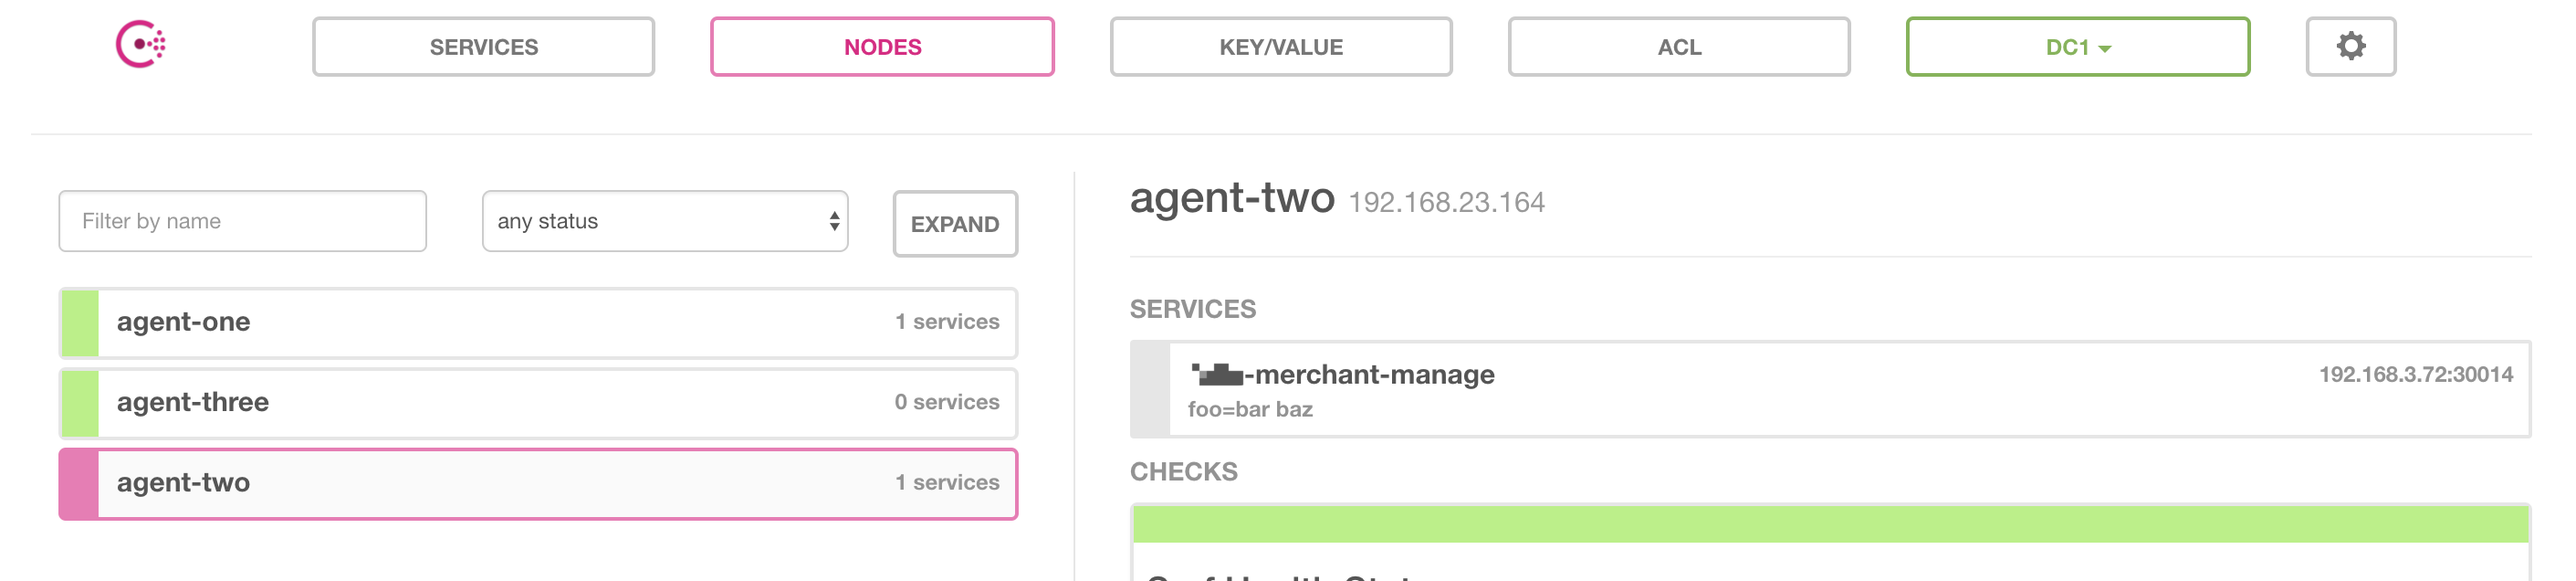 SERVICES
NODES
KEY/VALUE
ACL
DC1
Filter by name
any status
EXPAND
agent-one
1 services
agent-three
0 services
agent-two
1 services
agent-two 192.168.23.164
SERVICES
-merchant-manage
192.168.3.72:30014
foo=bar baz
CHECKS